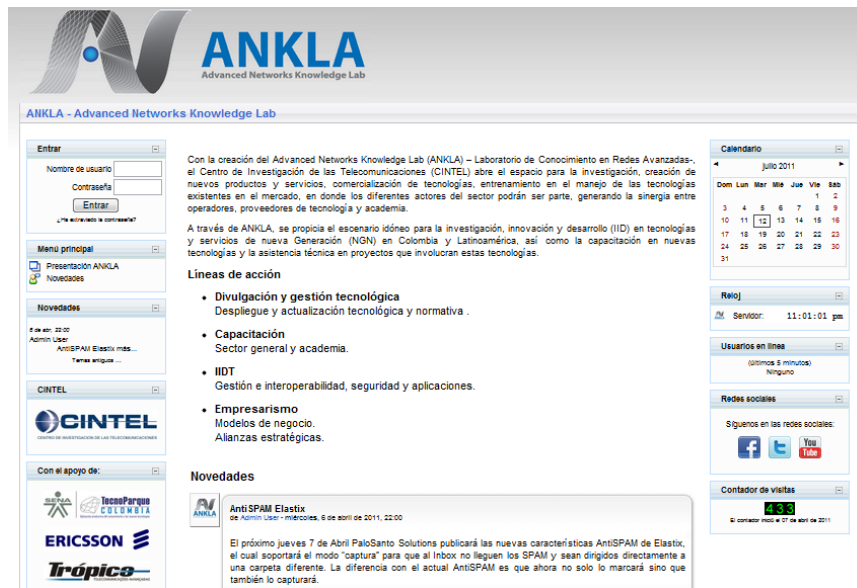 ANKLA
Advanced Networks Knowledge Lab
ANKLA - Advanced Networks Knowledge Lab
Entrar
Nombre de usuario
Contraseña
Entrar
¿Ha extraviado la contraseña?
Menú principal
Presentación ANKLA
Novedades
Novedades
6 de abr, 22:00
Admin User
AntiSPAM Elastix más...
Temas antiguos ...
CINTEL
CINTEL
CENTRO DE INVESTIGACIÓN DE LAS TELECOMUNICACIONES
Con el apoyo de:
SENA
TecnoParque
COLOMBIA
ERICSSON
Trópico
TELECOMUNICAÇÕES AVANÇADAS
Con la creación del Advanced Networks Knowledge Lab (ANKLA) – Laboratorio de Conocimiento en Redes Avanzadas-,
el Centro de Investigación de las Telecomunicaciones (CINTEL) abre el espacio para la investigación, creación de
nuevos productos y servicios, comercialización de tecnologías, entrenamiento en el manejo de las tecnologías
existentes en el mercado, en donde los diferentes actores del sector podrán ser parte, generando la sinergia entre
operadores, proveedores de tecnología y academia.
A través de ANKLA, se propicia el escenario idóneo para la investigación, innovación y desarrollo (IID) en tecnologías
y servicios de nueva Generación (NGN) en Colombia y Latinoamérica, así como la capacitación en nuevas
tecnologías y la asistencia técnica en proyectos que involucran estas tecnologías.
Líneas de acción
• Divulgación y gestión tecnológica
Despliegue y actualización tecnológica y normativa .
• Capacitación
Sector general y academia.
• IIDT
Gestión e interoperabilidad, seguridad y aplicaciones.
• Empresarismo
Modelos de negocio.
Alianzas estratégicas.
Novedades
ANKLA
AntiSPAM Elastix
de Admin User - miércoles, 6 de abril de 2011, 22:00
El próximo jueves 7 de Abril PaloSanto Solutions publicará las nuevas características AntiSPAM de Elastix,
el cual soportará el modo "captura" para que al Inbox no lleguen los SPAM y sean dirigidos directamente a
una carpeta diferente. La diferencia con el actual AntiSPAM es que ahora no solo lo marcará sino que
también lo capturará.
Calendario
◄ julio 2011 ►
Dom Lun Mar Mié Jue Vie Sáb
1 2
3 4 5 6 7 8 9
10 11 12 13 14 15 16
17 18 19 20 21 22 23
24 25 26 27 28 29 30
31
Reloj
Servidor: 11:01:01 pm
Usuarios en línea
(últimos 5 minutos)
Ninguno
Redes sociales
Síguenos en las redes sociales:
f t You
Tube
Contador de visitas
433
El contador inició el 07 de abril de 2011